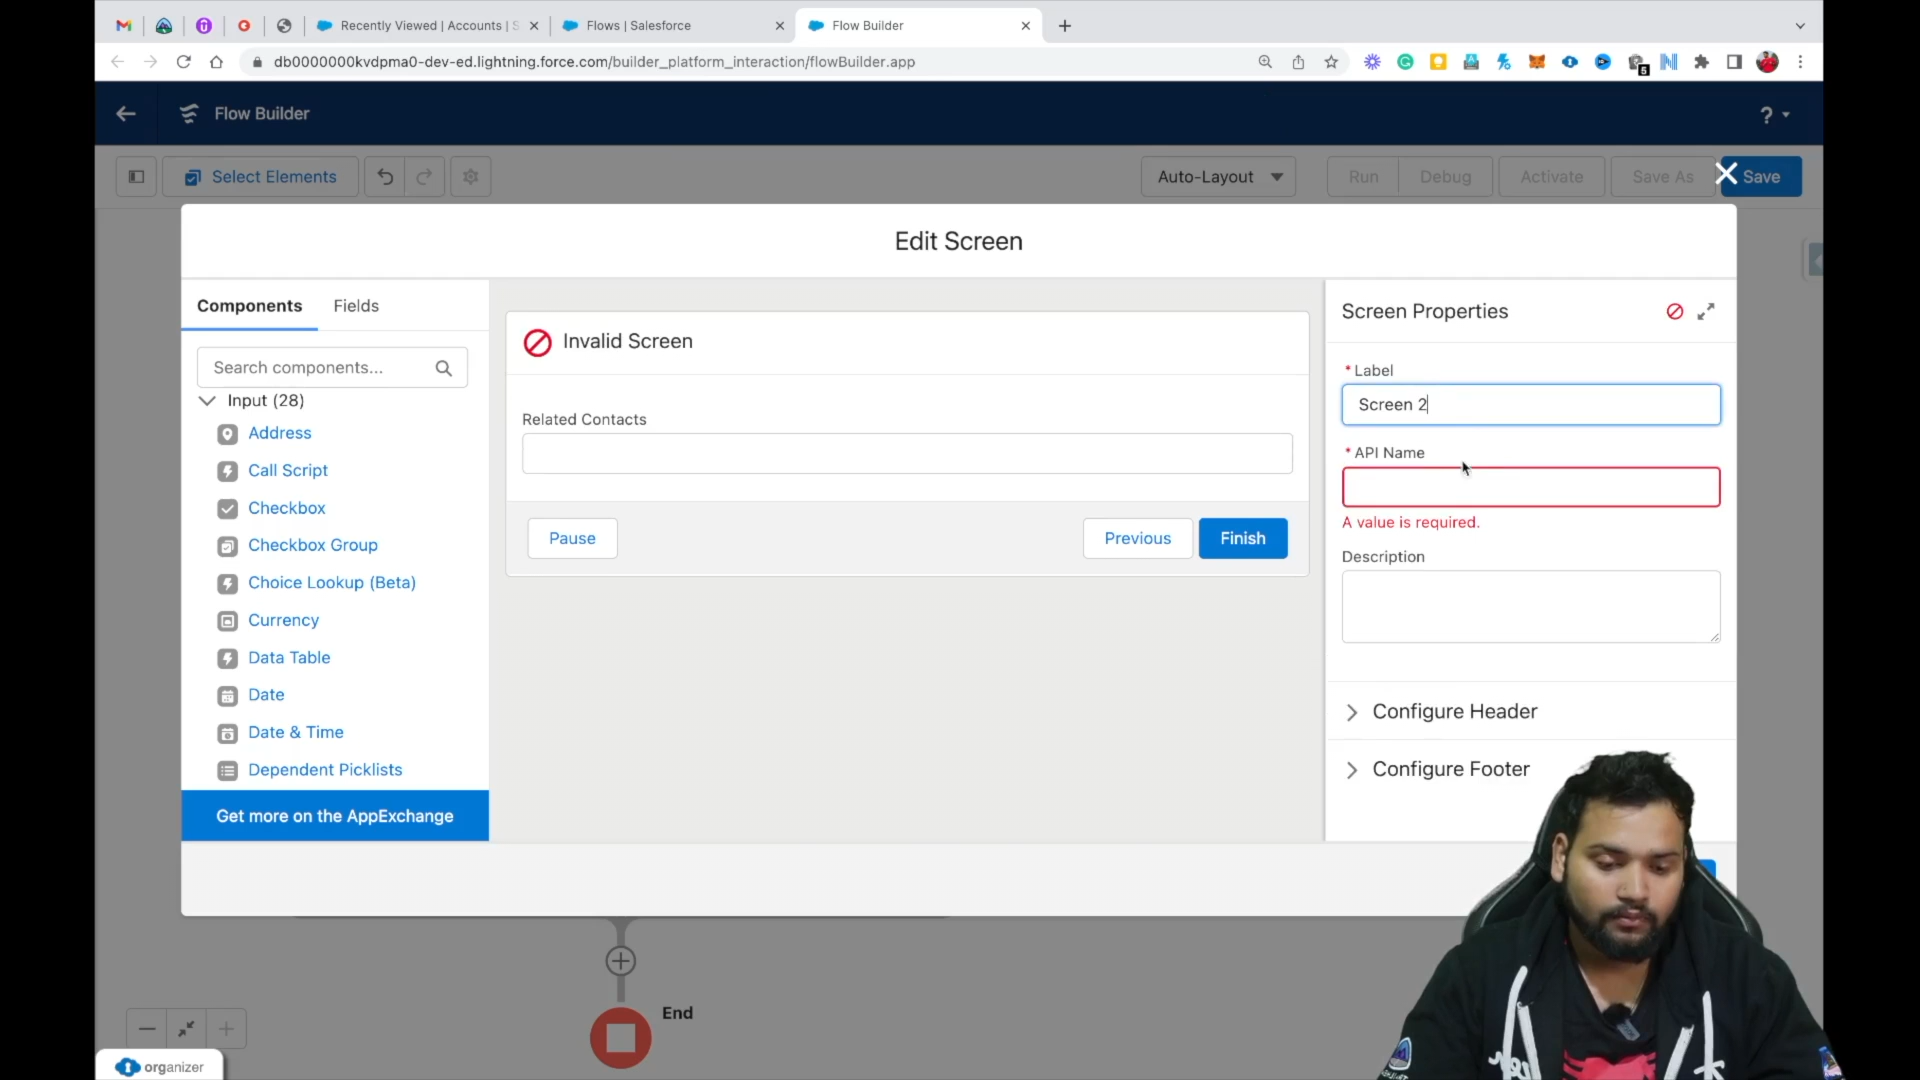 Recently Viewed | Accounts | S
Flows | Salesforce
Flow Builder
db0000000kvdpma0-dev-ed.lightning.force.com/builder_platform_interaction/flowBuilder.app
6
Flow Builder
?
Select Elements
Auto-Layout
Run
Debug
Activate
Save As
Save
Edit Screen
Components
Fields
Search components...
Input (28)
Address
Call Script
Checkbox
Checkbox Group
Choice Lookup (Beta)
Currency
Data Table
Date
Date & Time
Dependent Picklists
Get more on the AppExchange
Invalid Screen
Related Contacts
Pause
Previous
Finish
Screen Properties
* Label
Screen 2
* API Name
A value is required.
Description
Configure Header
Configure Footer
End
organizer